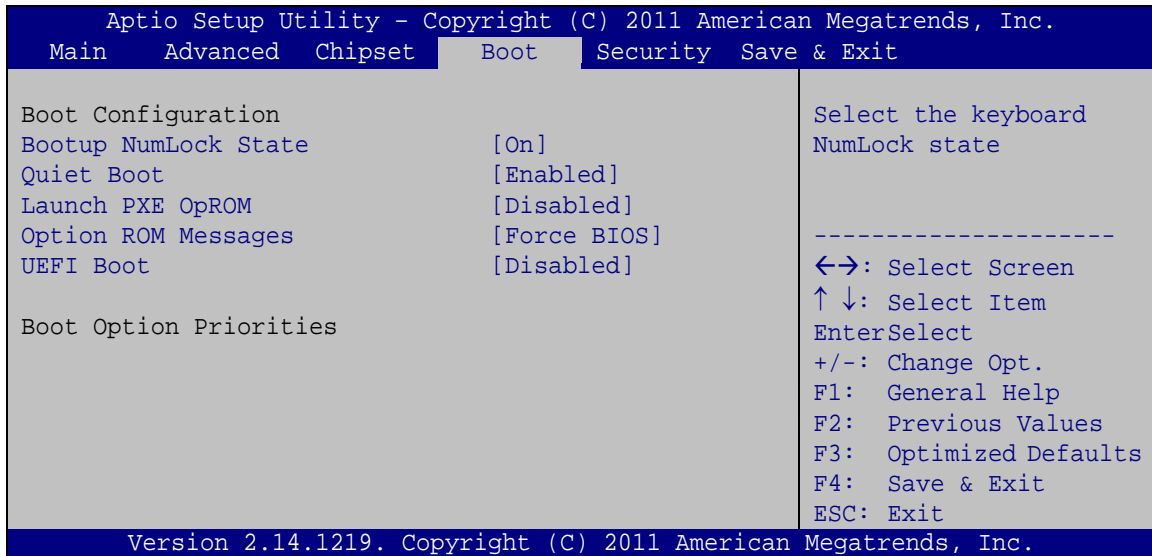 Aptio Setup Utility – Copyright (C) 2011 American Megatrends, Inc.
Main Advanced Chipset Boot Security Save & Exit
Boot Configuration
Bootup NumLock State [On]
Quiet Boot [Enabled]
Launch PXE OpROM [Disabled]
Option ROM Messages [Force BIOS]
UEFI Boot [Disabled]
Boot Option Priorities
Select the keyboard
NumLock state
---------------------
←→: Select Screen
↑ ↓: Select Item
EnterSelect
+/-: Change Opt.
F1: General Help
F2: Previous Values
F3: Optimized Defaults
F4: Save & Exit
ESC: Exit
Version 2.14.1219. Copyright (C) 2011 American Megatrends, Inc.